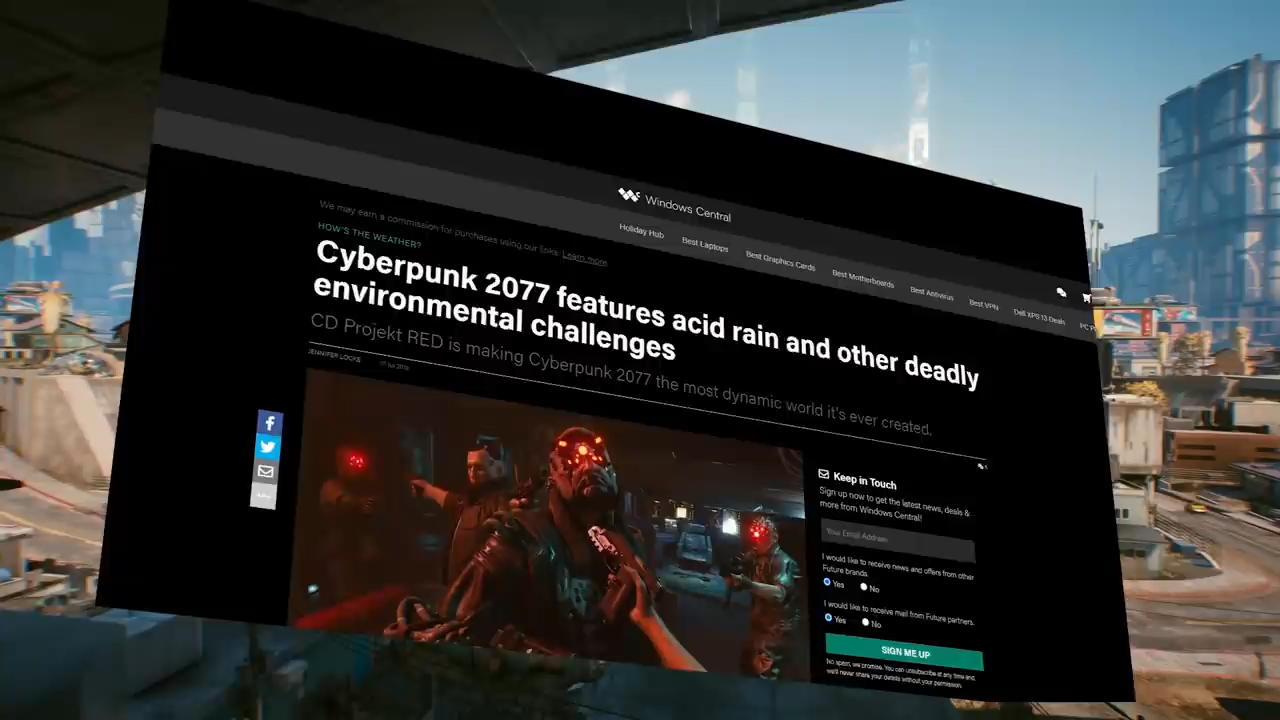 Windows Central
Holiday Hub
Best Laptops
Best Graphics Cards
Best Motherboards
Best Antivirus
Best VPN
Dell XPS 13 Deals
We may earn a commission for purchases using our links. Learn more.
HOW'S THE WEATHER?
Cyberpunk 2077 features acid rain and other deadly
environmental challenges
CD Projekt RED is making Cyberpunk 2077 the most dynamic world it's ever created.
JENNIFER LOCKE
Keep in Touch
Sign up now to get the latest news, deals &
more from Windows Central!
Your Email Address
I would like to receive news and offers from other
Future brands.
Yes No
I would like to receive mail from Future partners.
Yes No
SIGN ME UP
No spam, we promise. You can unsubscribe at any time and
we'll never share your details without your permission.